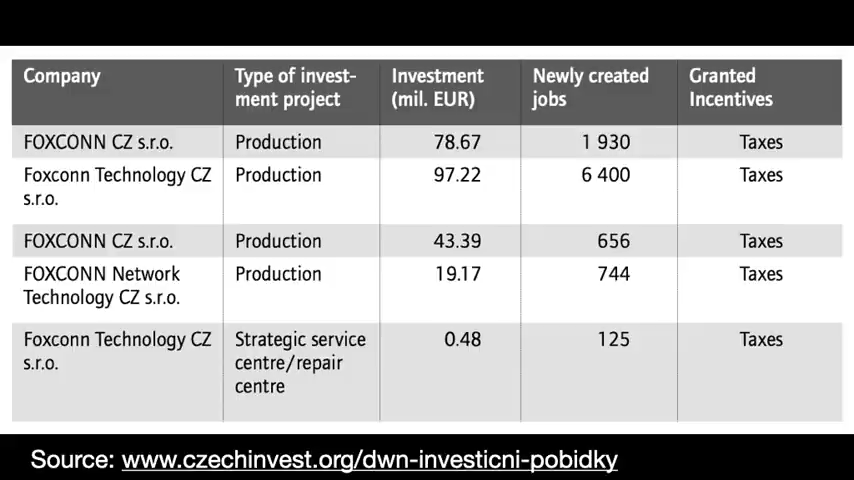 Company Type of invest-ment project Investment (mil. EUR) Newly created jobs Granted Incentives
FOXCONN CZ s.r.o. Production 78.67 1 930 Taxes
Foxconn Technology CZ s.r.o. Production 97.22 6 400 Taxes
FOXCONN CZ s.r.o. Production 43.39 656 Taxes
FOXCONN Network Technology CZ s.r.o. Production 19.17 744 Taxes
Foxconn Technology CZ s.r.o. Strategic service centre/repair centre 0.48 125 Taxes
Source: www.czechinvest.org/dwn-investicni-pobidky